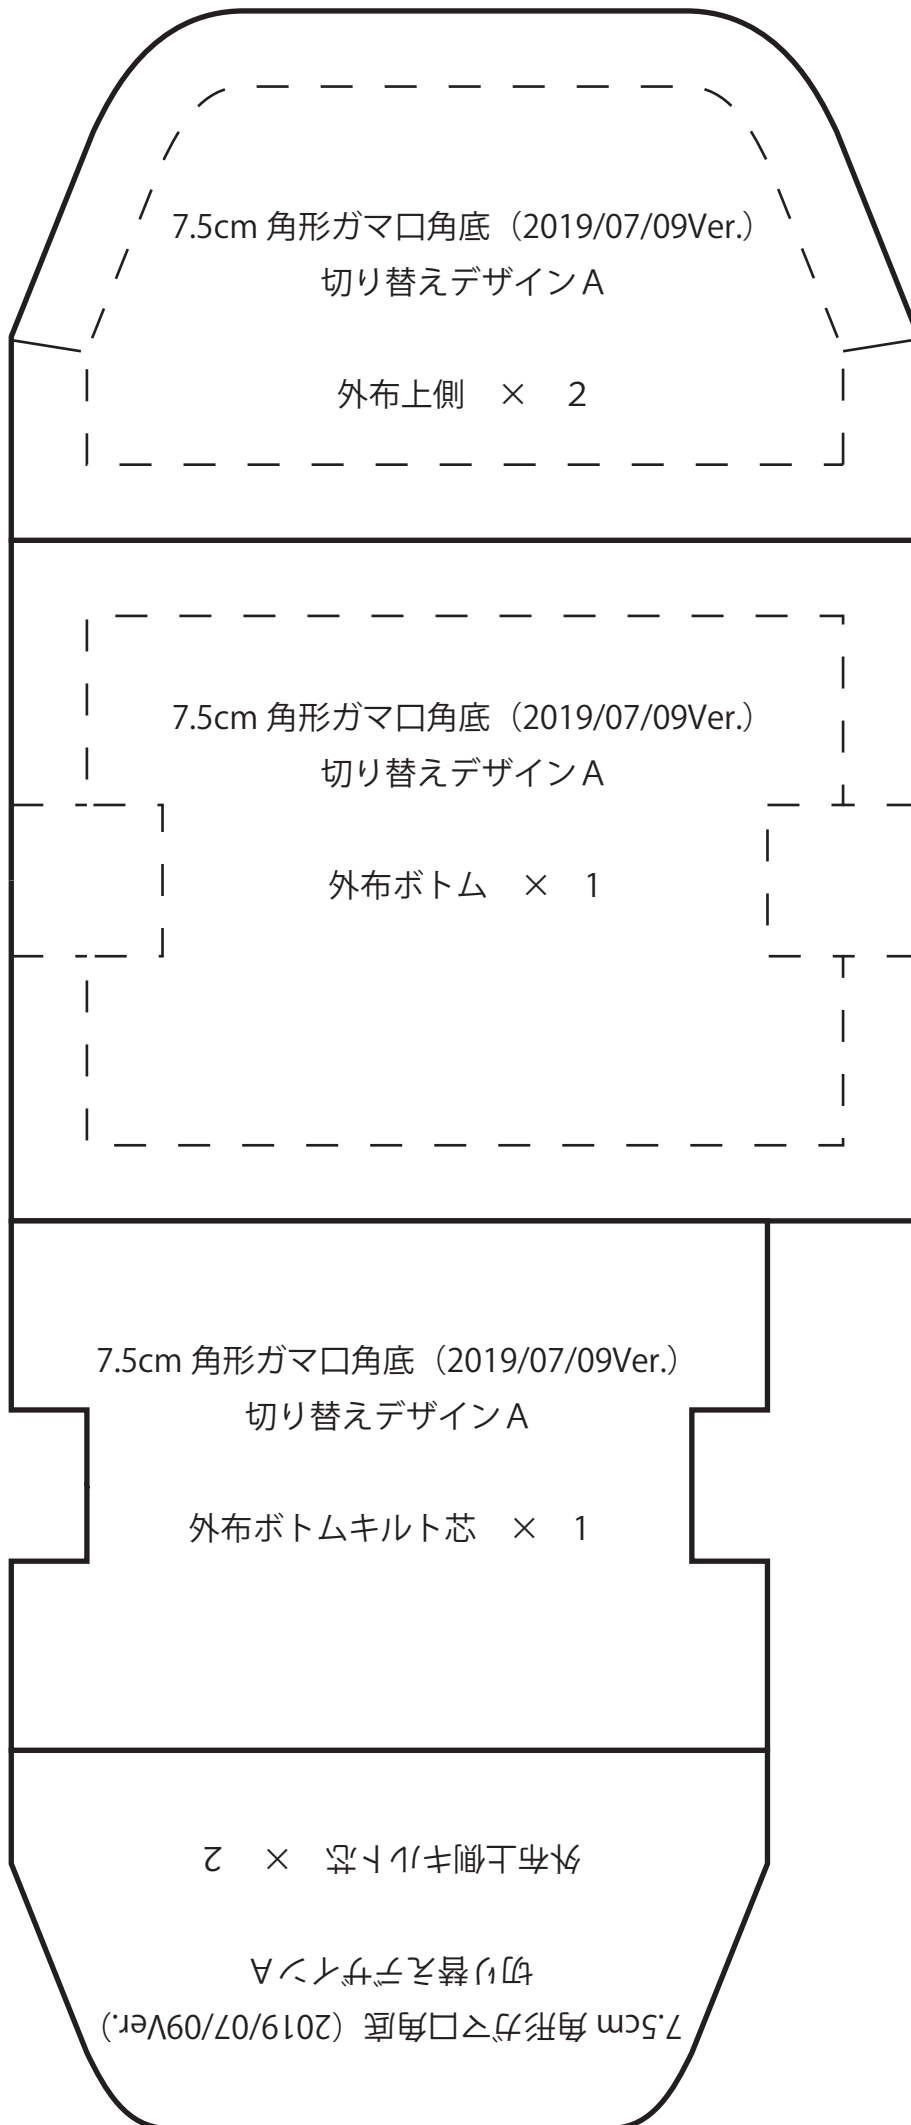 7.5cm 角形ガマ口角底（2019/07/09Ver.）
切り替えデザインA
外布上側　×　2
7.5cm 角形ガマ口角底（2019/07/09Ver.）
切り替えデザインA
外布ボトム　×　1
7.5cm 角形ガマ口角底（2019/07/09Ver.）
切り替えデザインA
外布ボトムキルト芯　×　1
7.5cm 角形ガマ口角底（2019/07/09Ver.）
切り替えデザインA
外布上側キルト芯　×　2